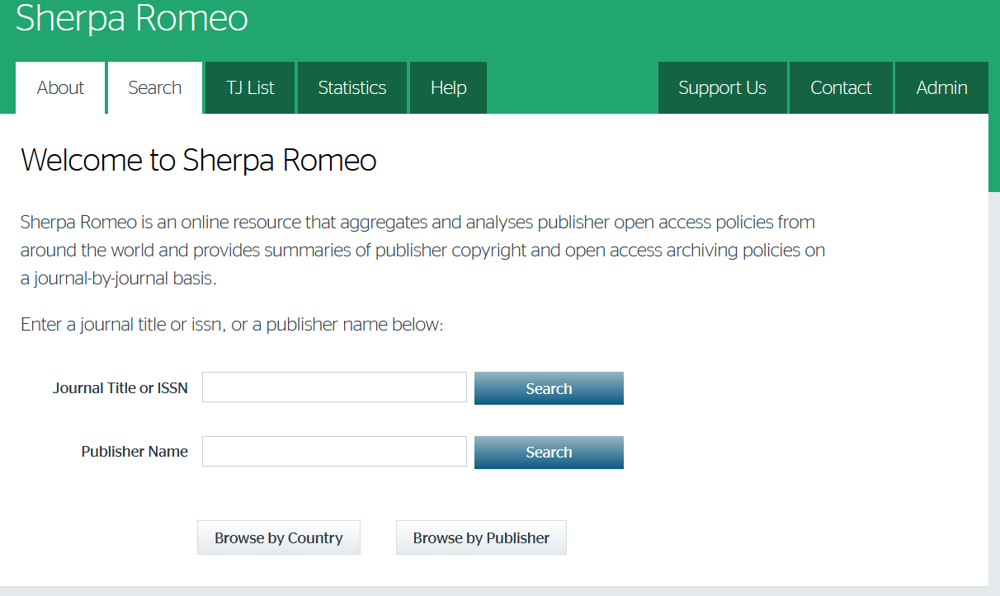 Sherpa Romeo
About Search TJ List Statistics Help Support Us Contact Admin
Welcome to Sherpa Romeo
Sherpa Romeo is an online resource that aggregates and analyses publisher open access policies from
around the world and provides summaries of publisher copyright and open access archiving policies on
a journal-by-journal basis.
Enter a journal title or issn, or a publisher name below:
Journal Title or ISSN Search
Publisher Name Search
Browse by Country Browse by Publisher